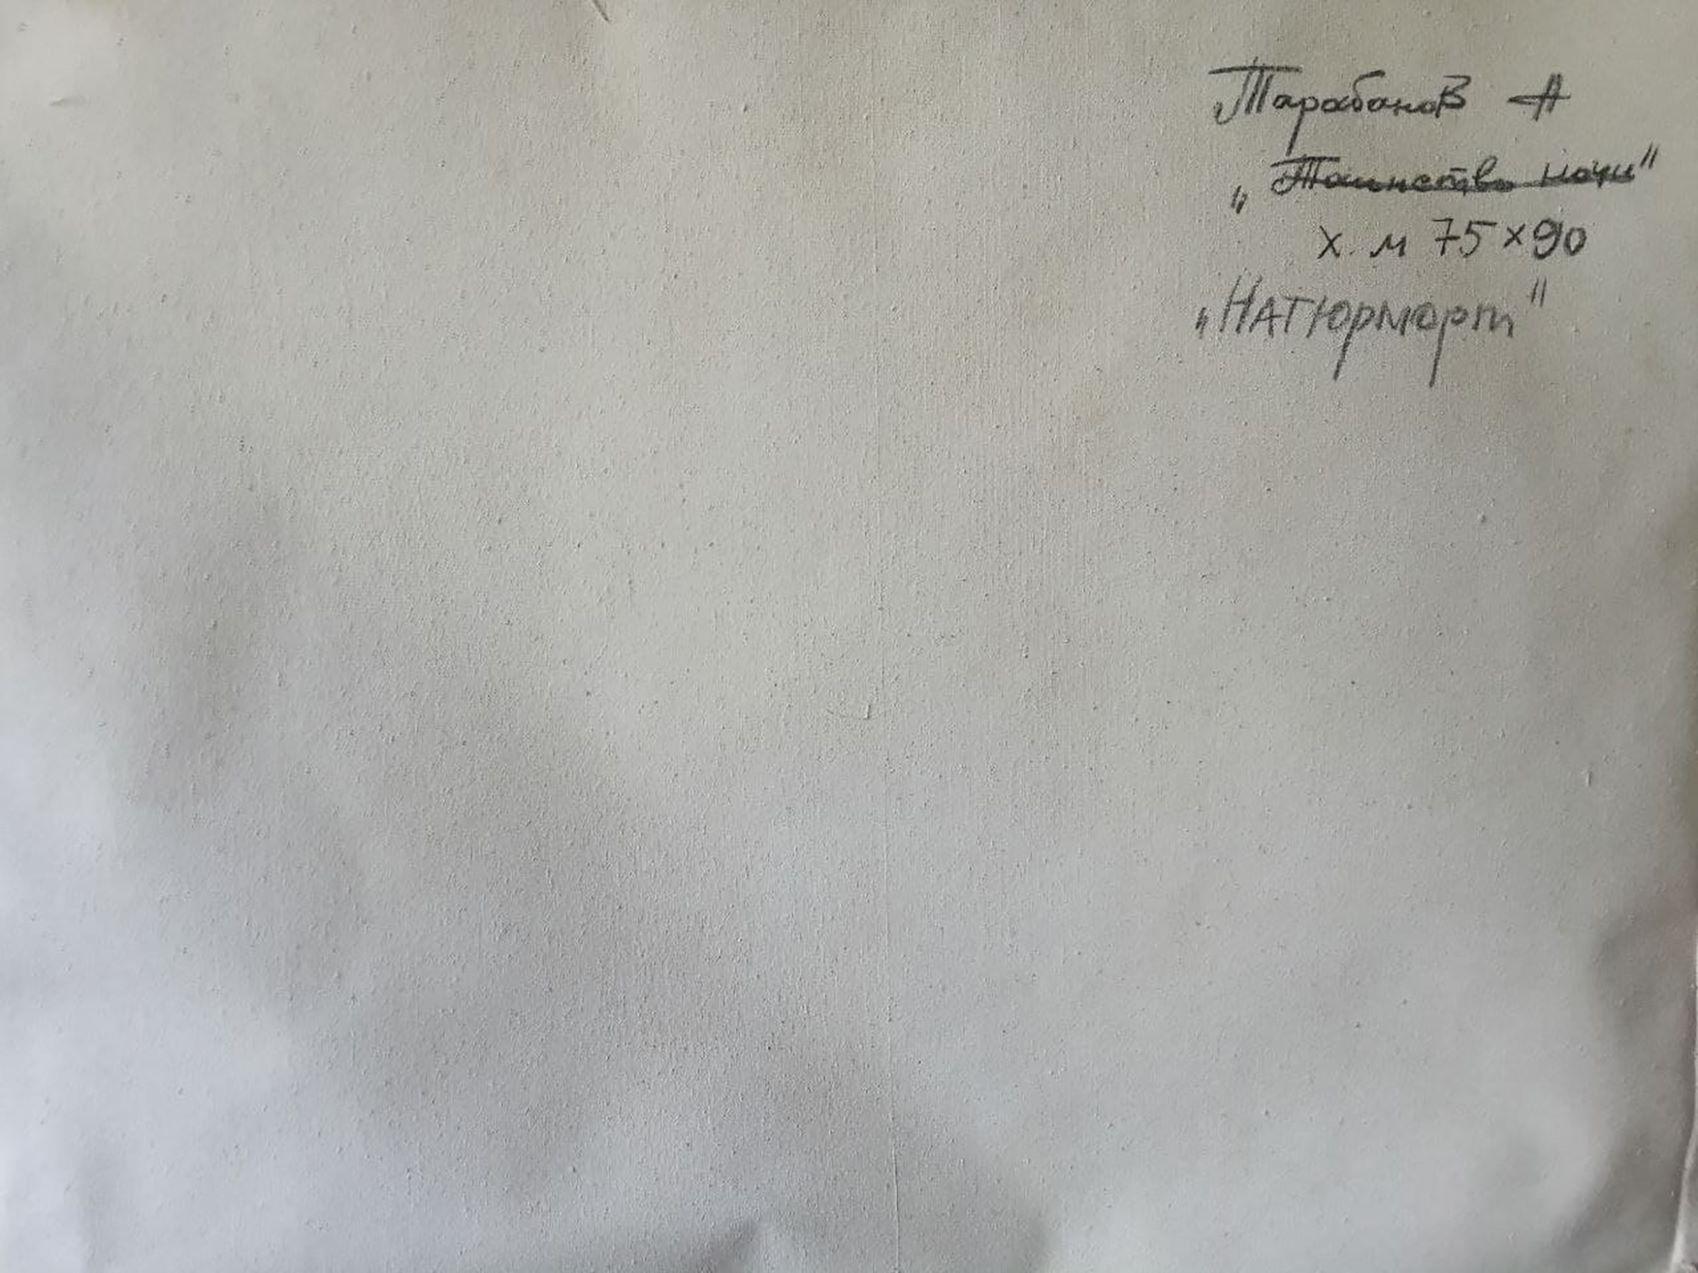 Тарабанов А
„Таинство ночи"
х. м 75×90
„Натюрморт"